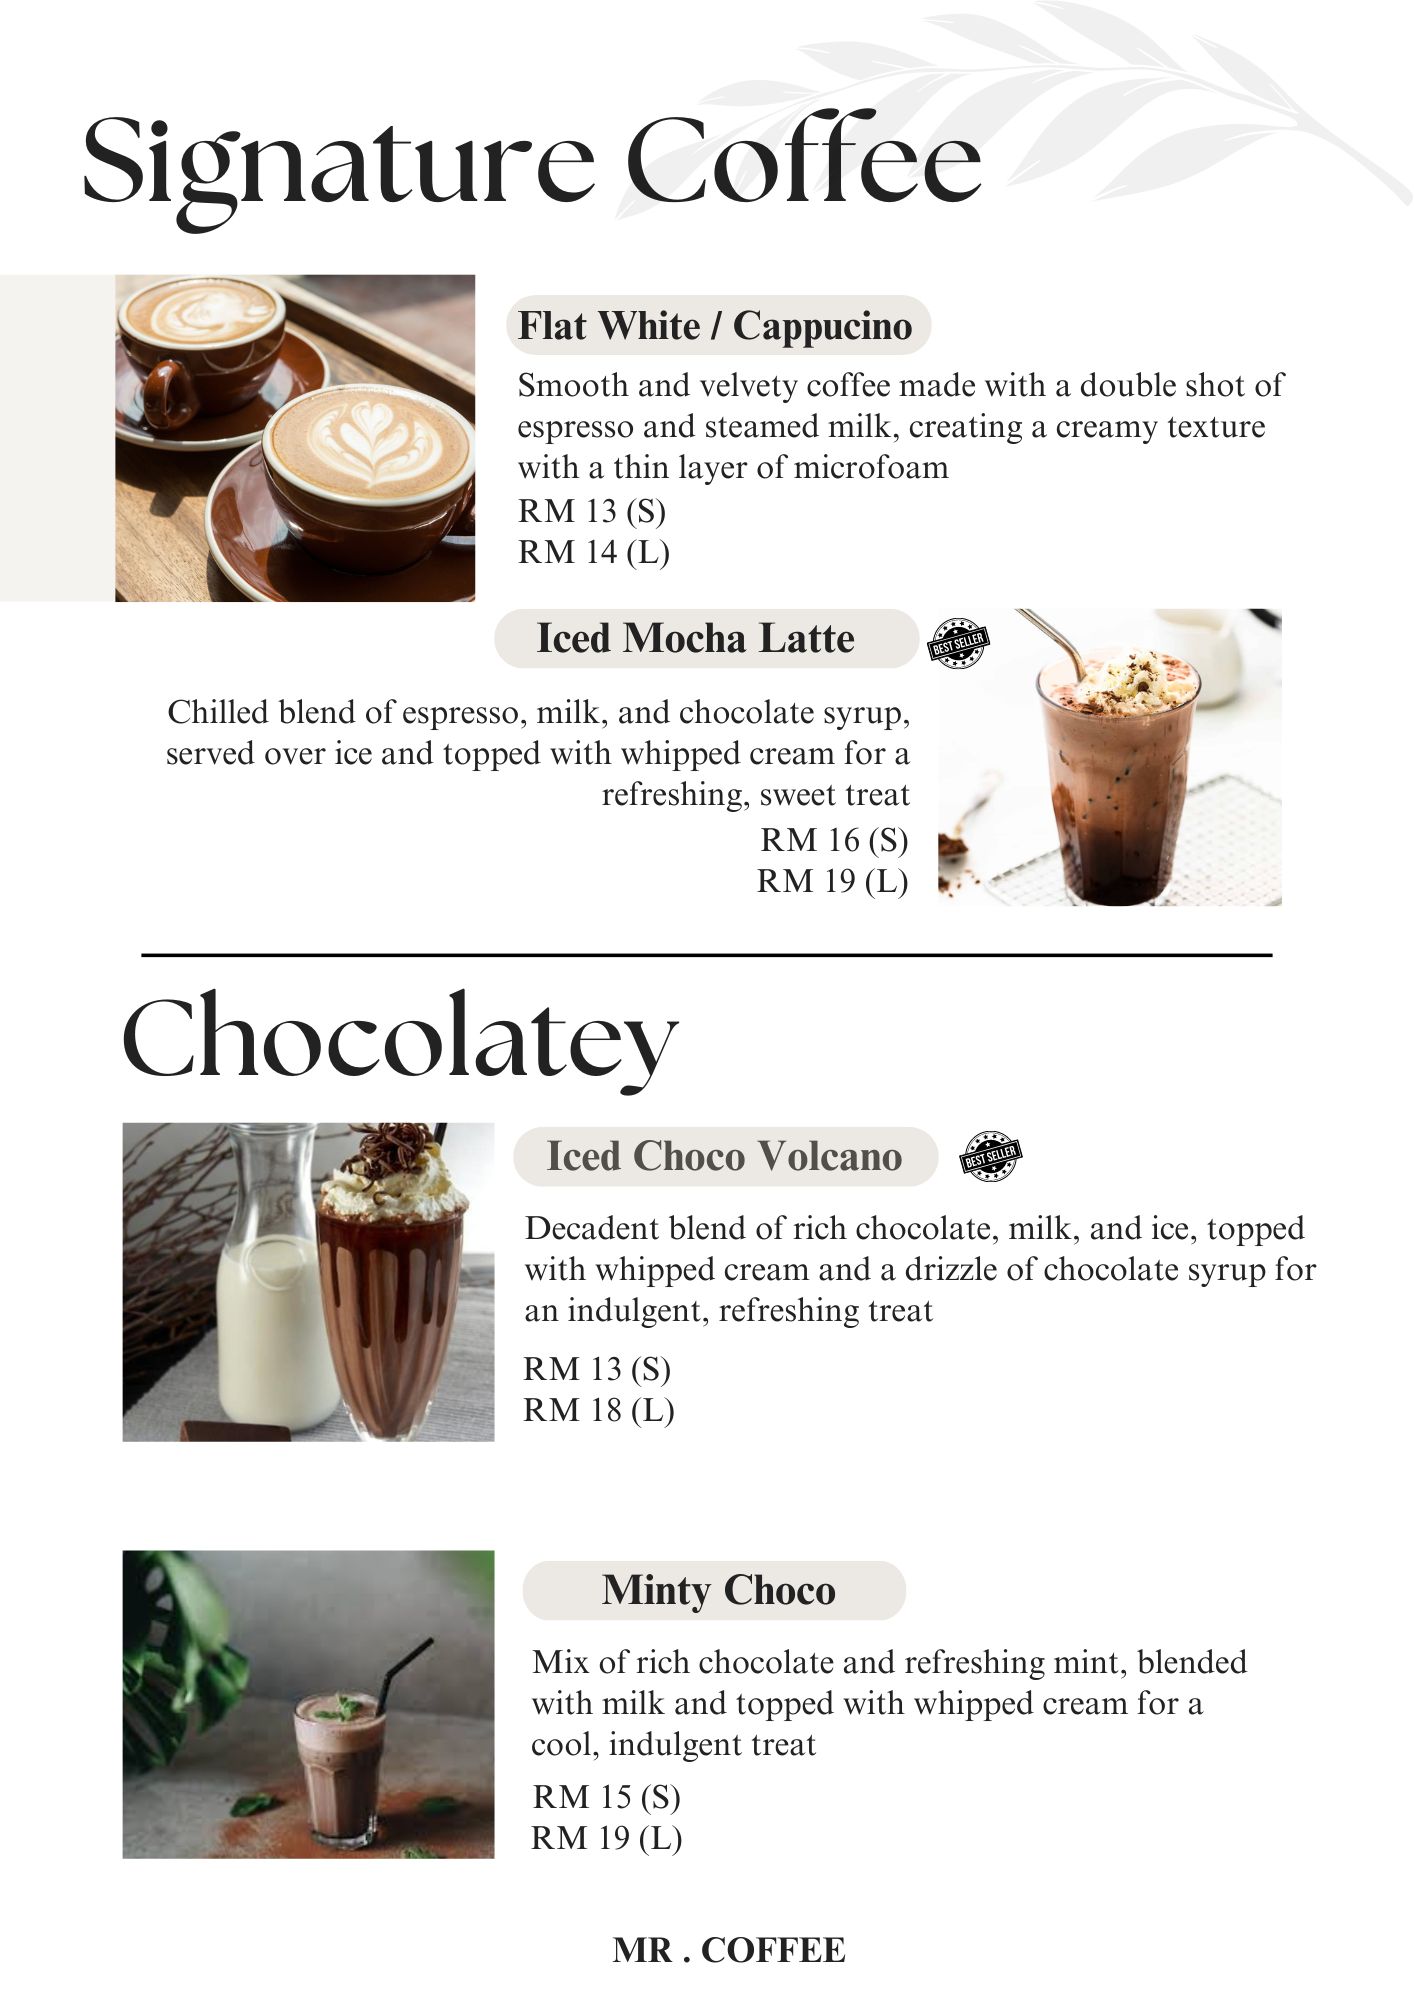 Signature Coffee
Flat White / Cappucino
Smooth and velvety coffee made with a double shot of
espresso and steamed milk, creating a creamy texture
with a thin layer of microfoam
RM 13 (S)
RM 14 (L)
Iced Mocha Latte
BEST SELLER
Chilled blend of espresso, milk, and chocolate syrup,
served over ice and topped with whipped cream for a
refreshing, sweet treat
RM 16 (S)
RM 19 (L)
Chocolatey
Iced Choco Volcano
BEST SELLER
Decadent blend of rich chocolate, milk, and ice, topped
with whipped cream and a drizzle of chocolate syrup for
an indulgent, refreshing treat
RM 13 (S)
RM 18 (L)
Minty Choco
Mix of rich chocolate and refreshing mint, blended
with milk and topped with whipped cream for a
cool, indulgent treat
RM 15 (S)
RM 19 (L)
MR . COFFEE